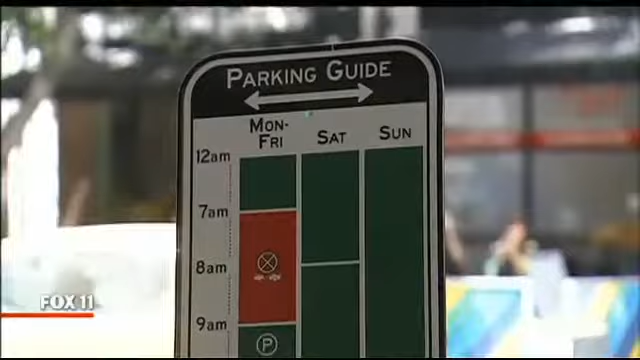 PARKING GUIDE
MON-
FRI
SAT
SUN
12am
7am
8am
9am
P
FOX 11